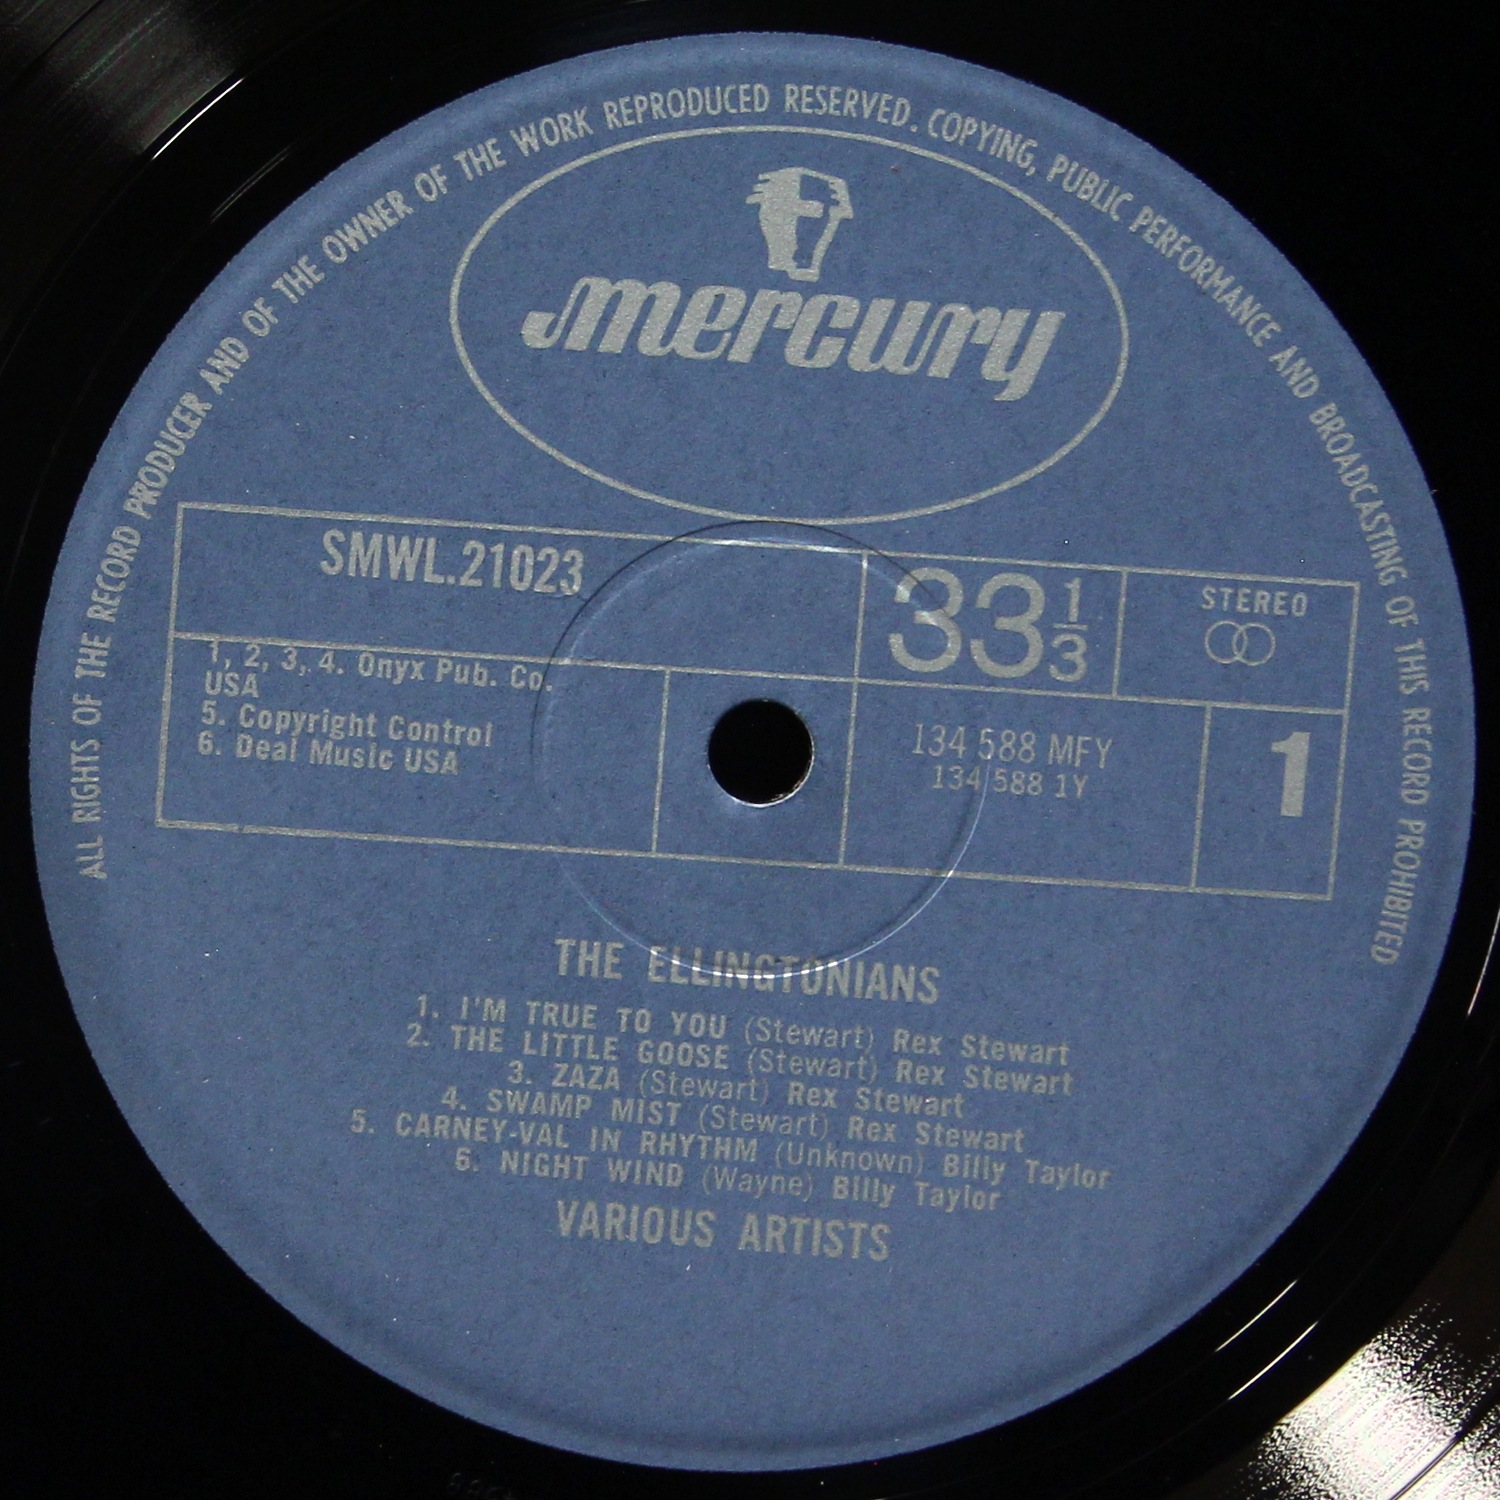 ALL RIGHTS OF THE RECORD PRODUCER AND OF THE OWNER OF THE WORK REPRODUCED RESERVED. COPYING, PUBLIC PERFORMANCE AND BROADCASTING OF THIS RECORD PROHIBITED
mercury
SMWL.21023
33 1/3
STEREO
1, 2, 3, 4. Onyx Pub. Co.
USA
5. Copyright Control
6. Deal Music USA
134 588 MFY
134 588 1Y
1
THE ELLINGTONIANS
1. I'M TRUE TO YOU (Stewart) Rex Stewart
2. THE LITTLE GOOSE (Stewart) Rex Stewart
3. ZAZA (Stewart) Rex Stewart
4. SWAMP MIST (Stewart) Rex Stewart
5. CARNEY-VAL IN RHYTHM (Unknown) Billy Taylor
6. NIGHT WIND (Wayne) Billy Taylor
VARIOUS ARTISTS